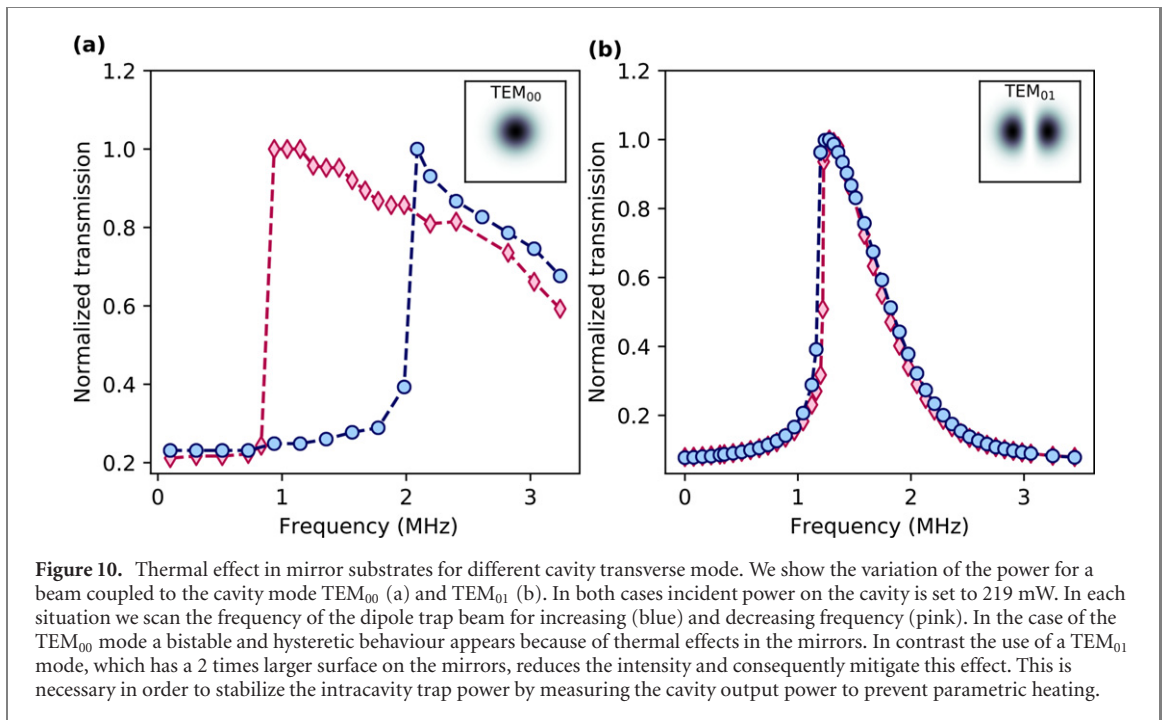 (a)
1.2
1.0
0.8
0.6
0.4
0.2
Normalized transmission
TEM₀₀
0
1
2
3
Frequency (MHz)
(b)
1.2
1.0
0.8
0.6
0.4
0.2
Normalized transmission
TEM₀₁
0
1
2
3
Frequency (MHz)
Figure 10. Thermal effect in mirror substrates for different cavity transverse mode. We show the variation of the power for a
beam coupled to the cavity mode TEM₀₀ (a) and TEM₀₁ (b). In both cases incident power on the cavity is set to 219 mW. In each
situation we scan the frequency of the dipole trap beam for increasing (blue) and decreasing frequency (pink). In the case of the
TEM₀₀ mode a bistable and hysteretic behaviour appears because of thermal effects in the mirrors. In contrast the use of a TEM₀₁
mode, which has a 2 times larger surface on the mirrors, reduces the intensity and consequently mitigate this effect. This is
necessary in order to stabilize the intracavity trap power by measuring the cavity output power to prevent parametric heating.